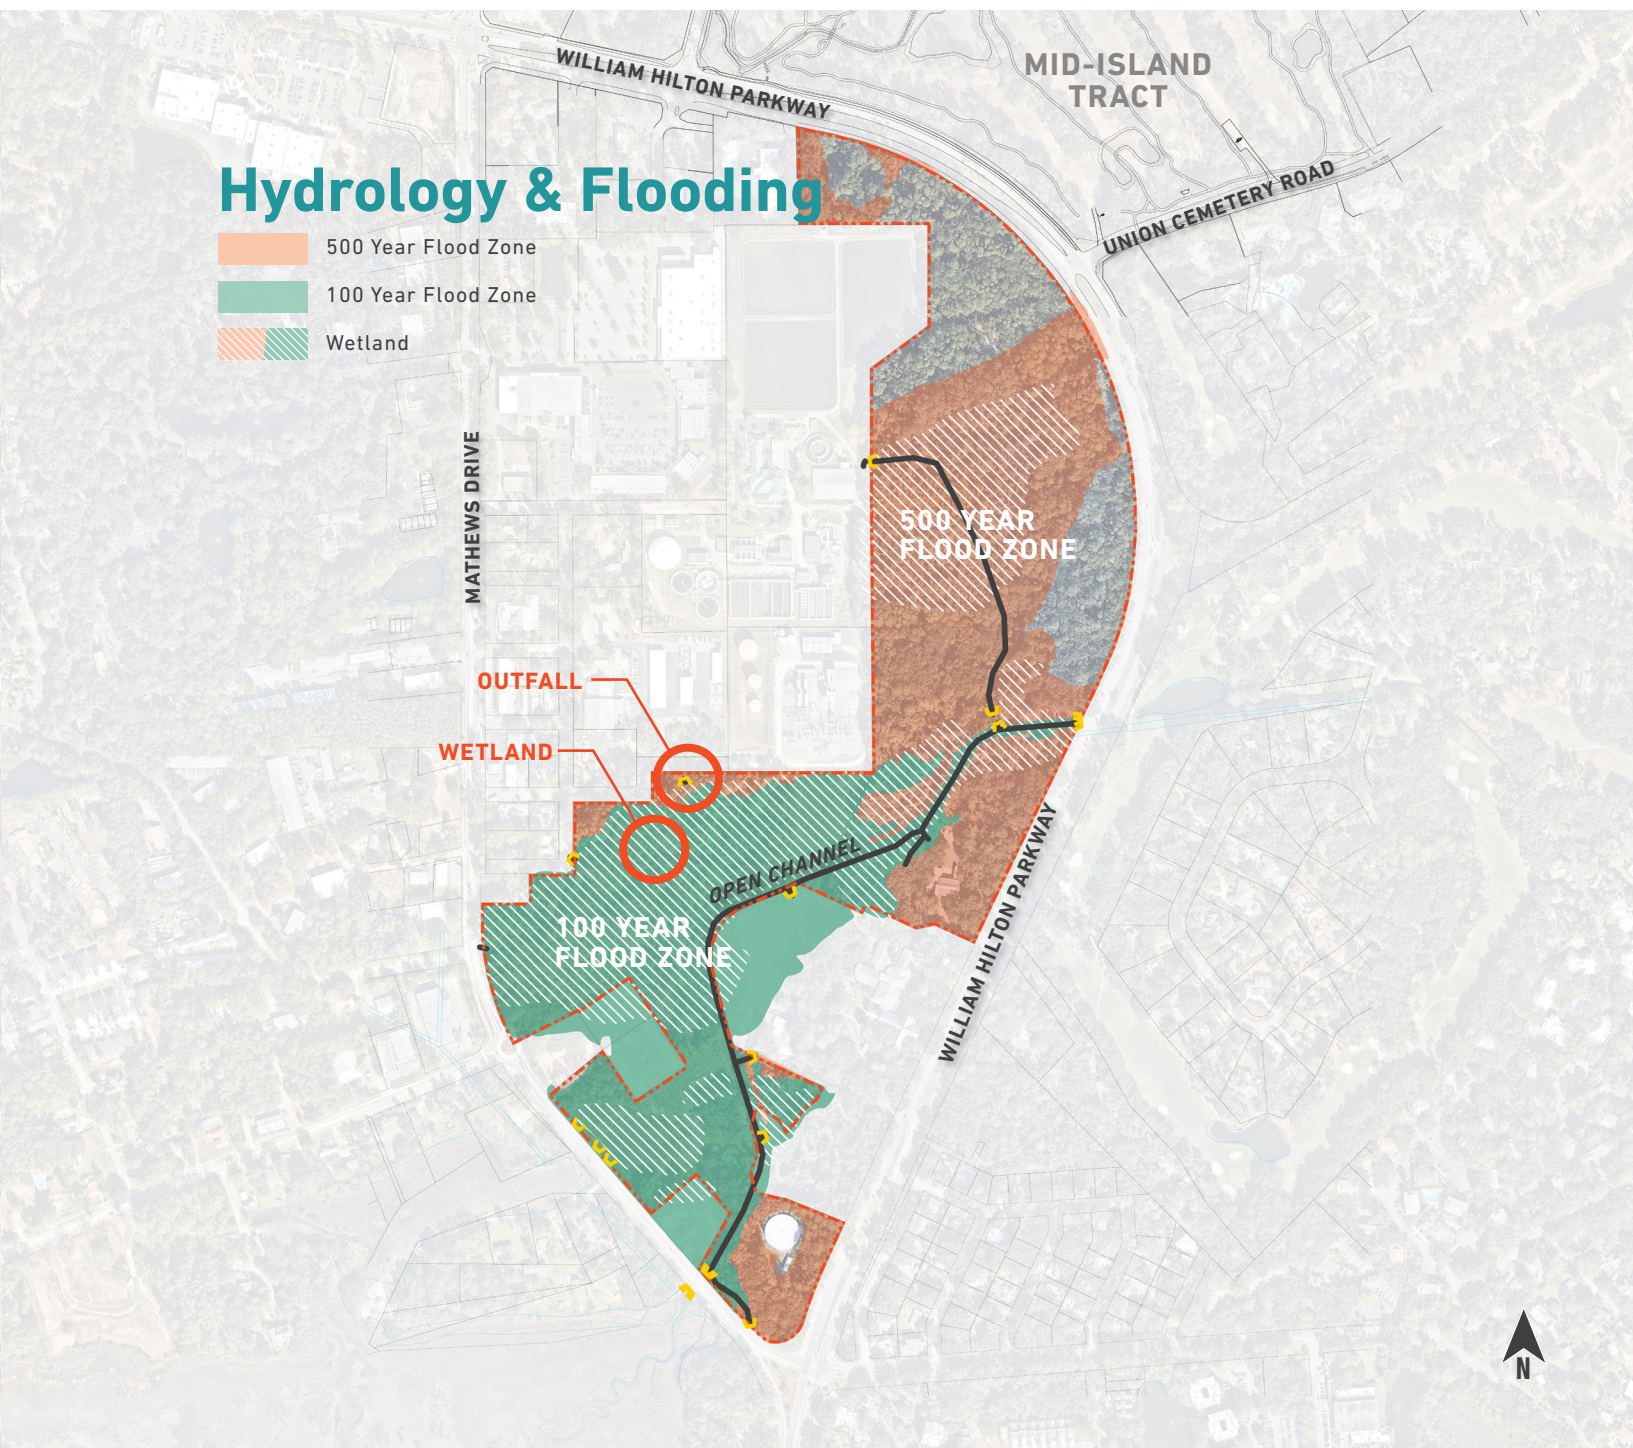 WILLIAM HILTON PARKWAY
MID-ISLAND
TRACT
Hydrology & Flooding
UNION CEMETERY ROAD
500 Year Flood Zone
100 Year Flood Zone
Wetland
MATHEWS DRIVE
500 YEAR
FLOOD ZONE
OUTFALL
WETLAND
OPEN CHANNEL
WILLIAM HILTON PARKWAY
100 YEAR
FLOOD ZONE
N